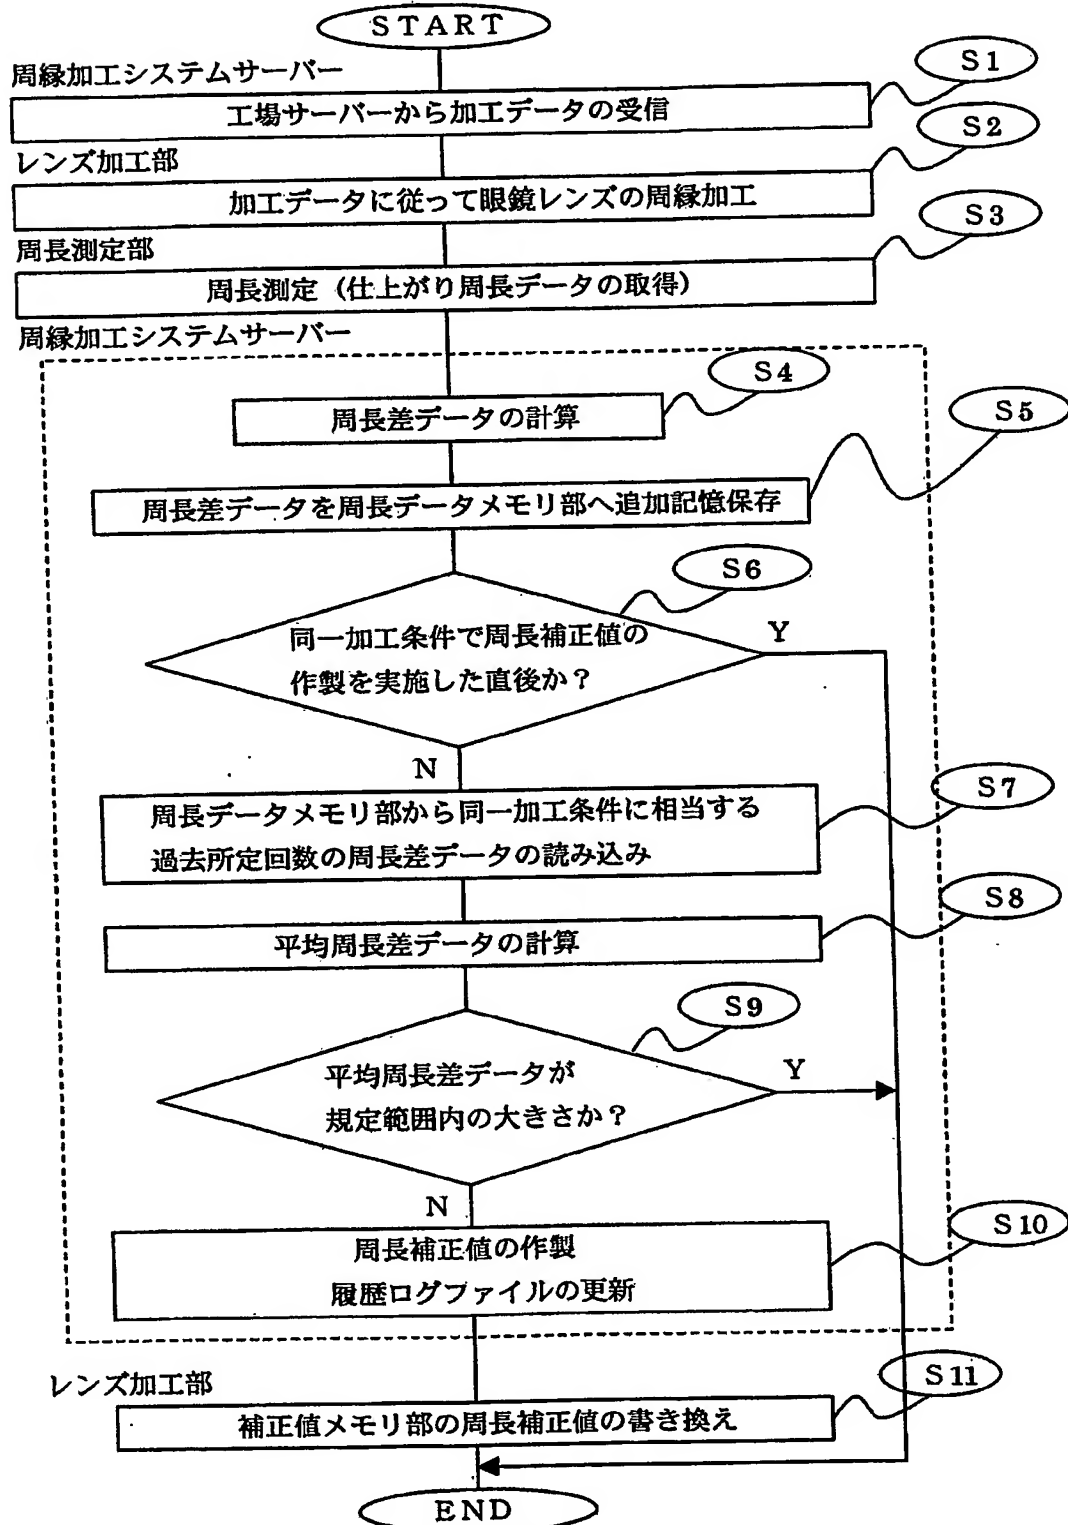 START
周縁加工システムサーバー
S1
工場サーバーから加工データの受信
S2
レンズ加工部
加工データに従って眼鏡レンズの周縁加工
S3
周長測定部
周長測定（仕上がり周長データの取得）
周縁加工システムサーバー
S4
周長差データの計算
S5
周長差データを周長データメモリ部へ追加記憶保存
S6
同一加工条件で周長補正値の
作製を実施した直後か？
Y
N
S7
周長データメモリ部から同一加工条件に相当する
過去所定回数の周長差データの読み込み
S8
平均周長差データの計算
S9
平均周長差データが
規定範囲内の大きさか？
Y
N
S10
周長補正値の作製
履歴ログファイルの更新
レンズ加工部
S11
補正値メモリ部の周長補正値の書き換え
END